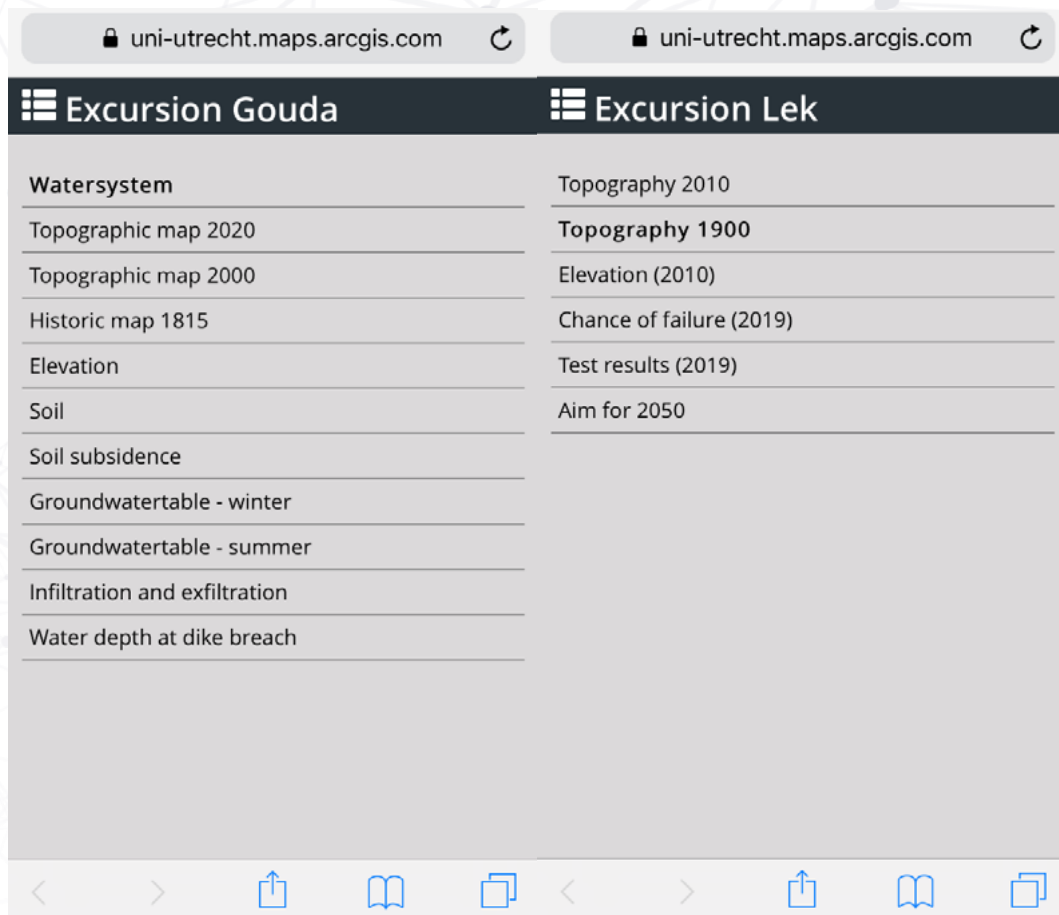 uni-utrecht.maps.arcgis.com
Excursion Gouda
Watersystem
Topographic map 2020
Topographic map 2000
Historic map 1815
Elevation
Soil
Soil subsidence
Groundwatertable - winter
Groundwatertable - summer
Infiltration and exfiltration
Water depth at dike breach
uni-utrecht.maps.arcgis.com
Excursion Lek
Topography 2010
Topography 1900
Elevation (2010)
Chance of failure (2019)
Test results (2019)
Aim for 2050